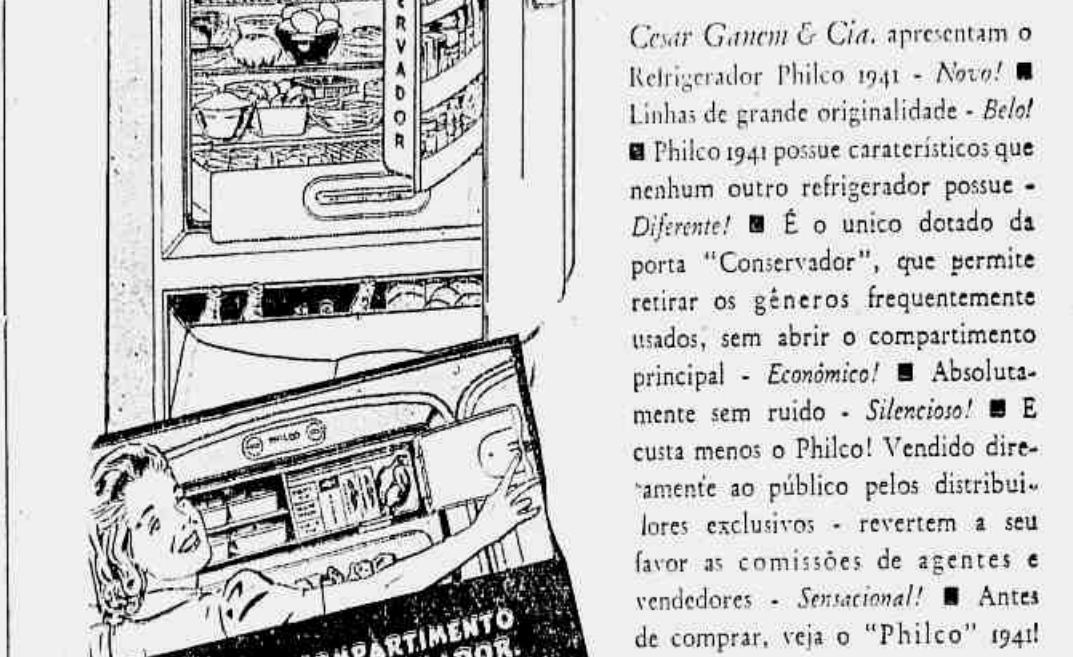 ERVADOR
PHILCO
COMPARTIMENTO
Cesar Ganem & Cia. apresentam o
Refrigerador Philco 1941 - Novo! ■
Linhas de grande originalidade - Belo!
■ Philco 1941 possue caraterísticos que
nenhum outro refrigerador possue -
Diferente! ■ É o unico dotado da
porta "Conservador", que permite
retirar os gêneros frequentemente
usados, sem abrir o compartimento
principal - Económico! ■ Absoluta-
mente sem ruido - Silencioso! ■ E
custa menos o Philco! Vendido dire-
tamente ao público pelos distribui-
dores exclusivos - revertem a seu
favor as comissões de agentes e
vendedores - Sensacional! ■ Antes
de comprar, veja o "Philco" 1941!